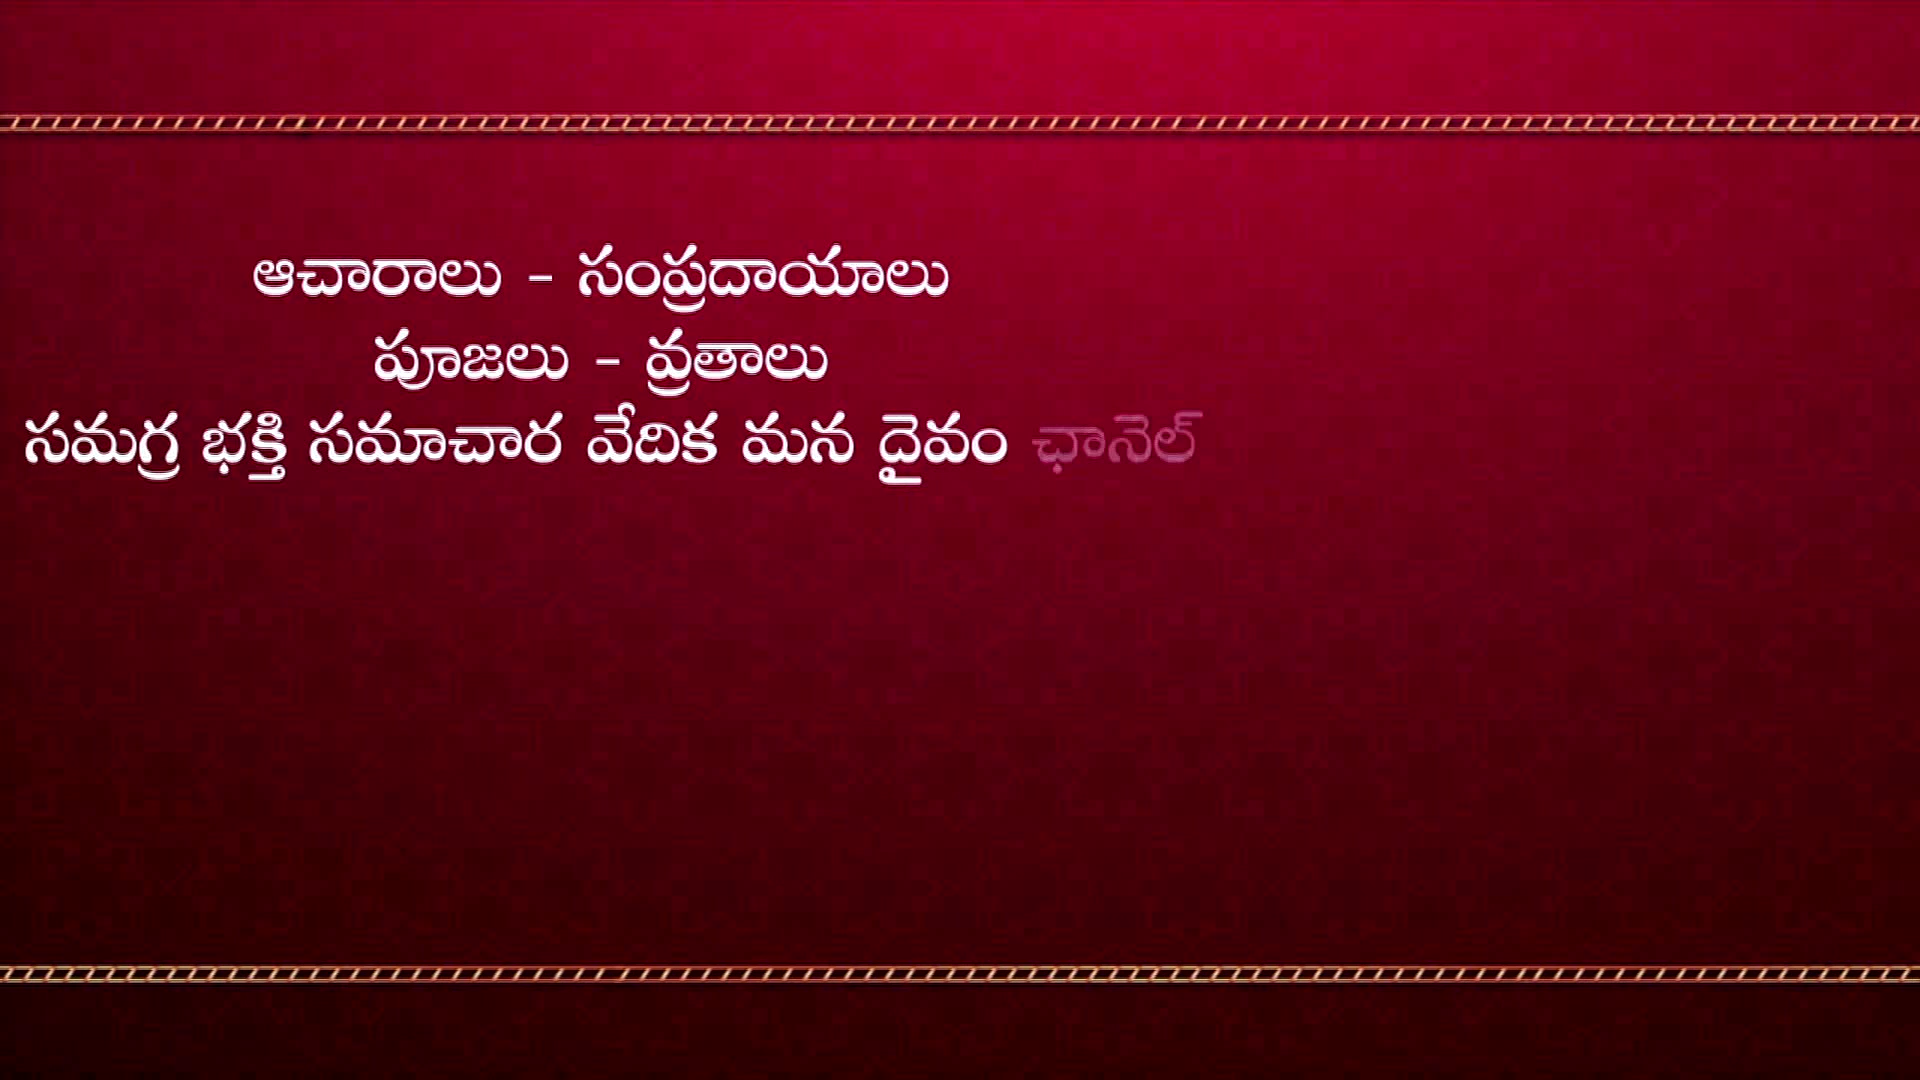 ఆచారాలు - సంప్రదాయాలు
పూజలు - వ్రతాలు
సమగ్ర భక్తి సమాచార వేదిక మన దైవం ఛానెల్